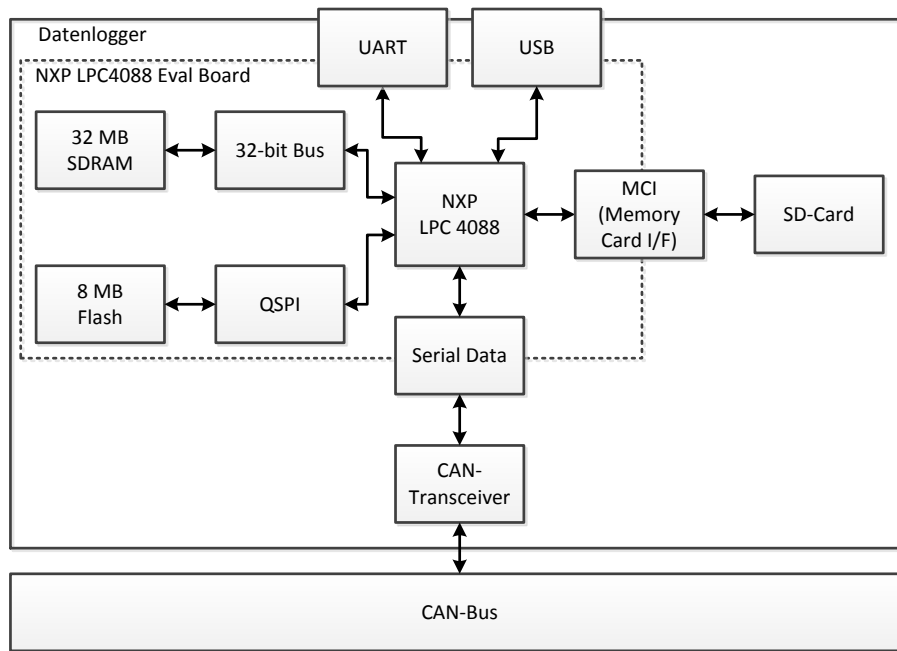 Datenlogger
UART
USB
NXP LPC4088 Eval Board
32 MB
SDRAM
32-bit Bus
NXP
LPC 4088
MCI
(Memory
Card I/F)
SD-Card
8 MB
Flash
QSPI
Serial Data
CAN-
Transceiver
CAN-Bus